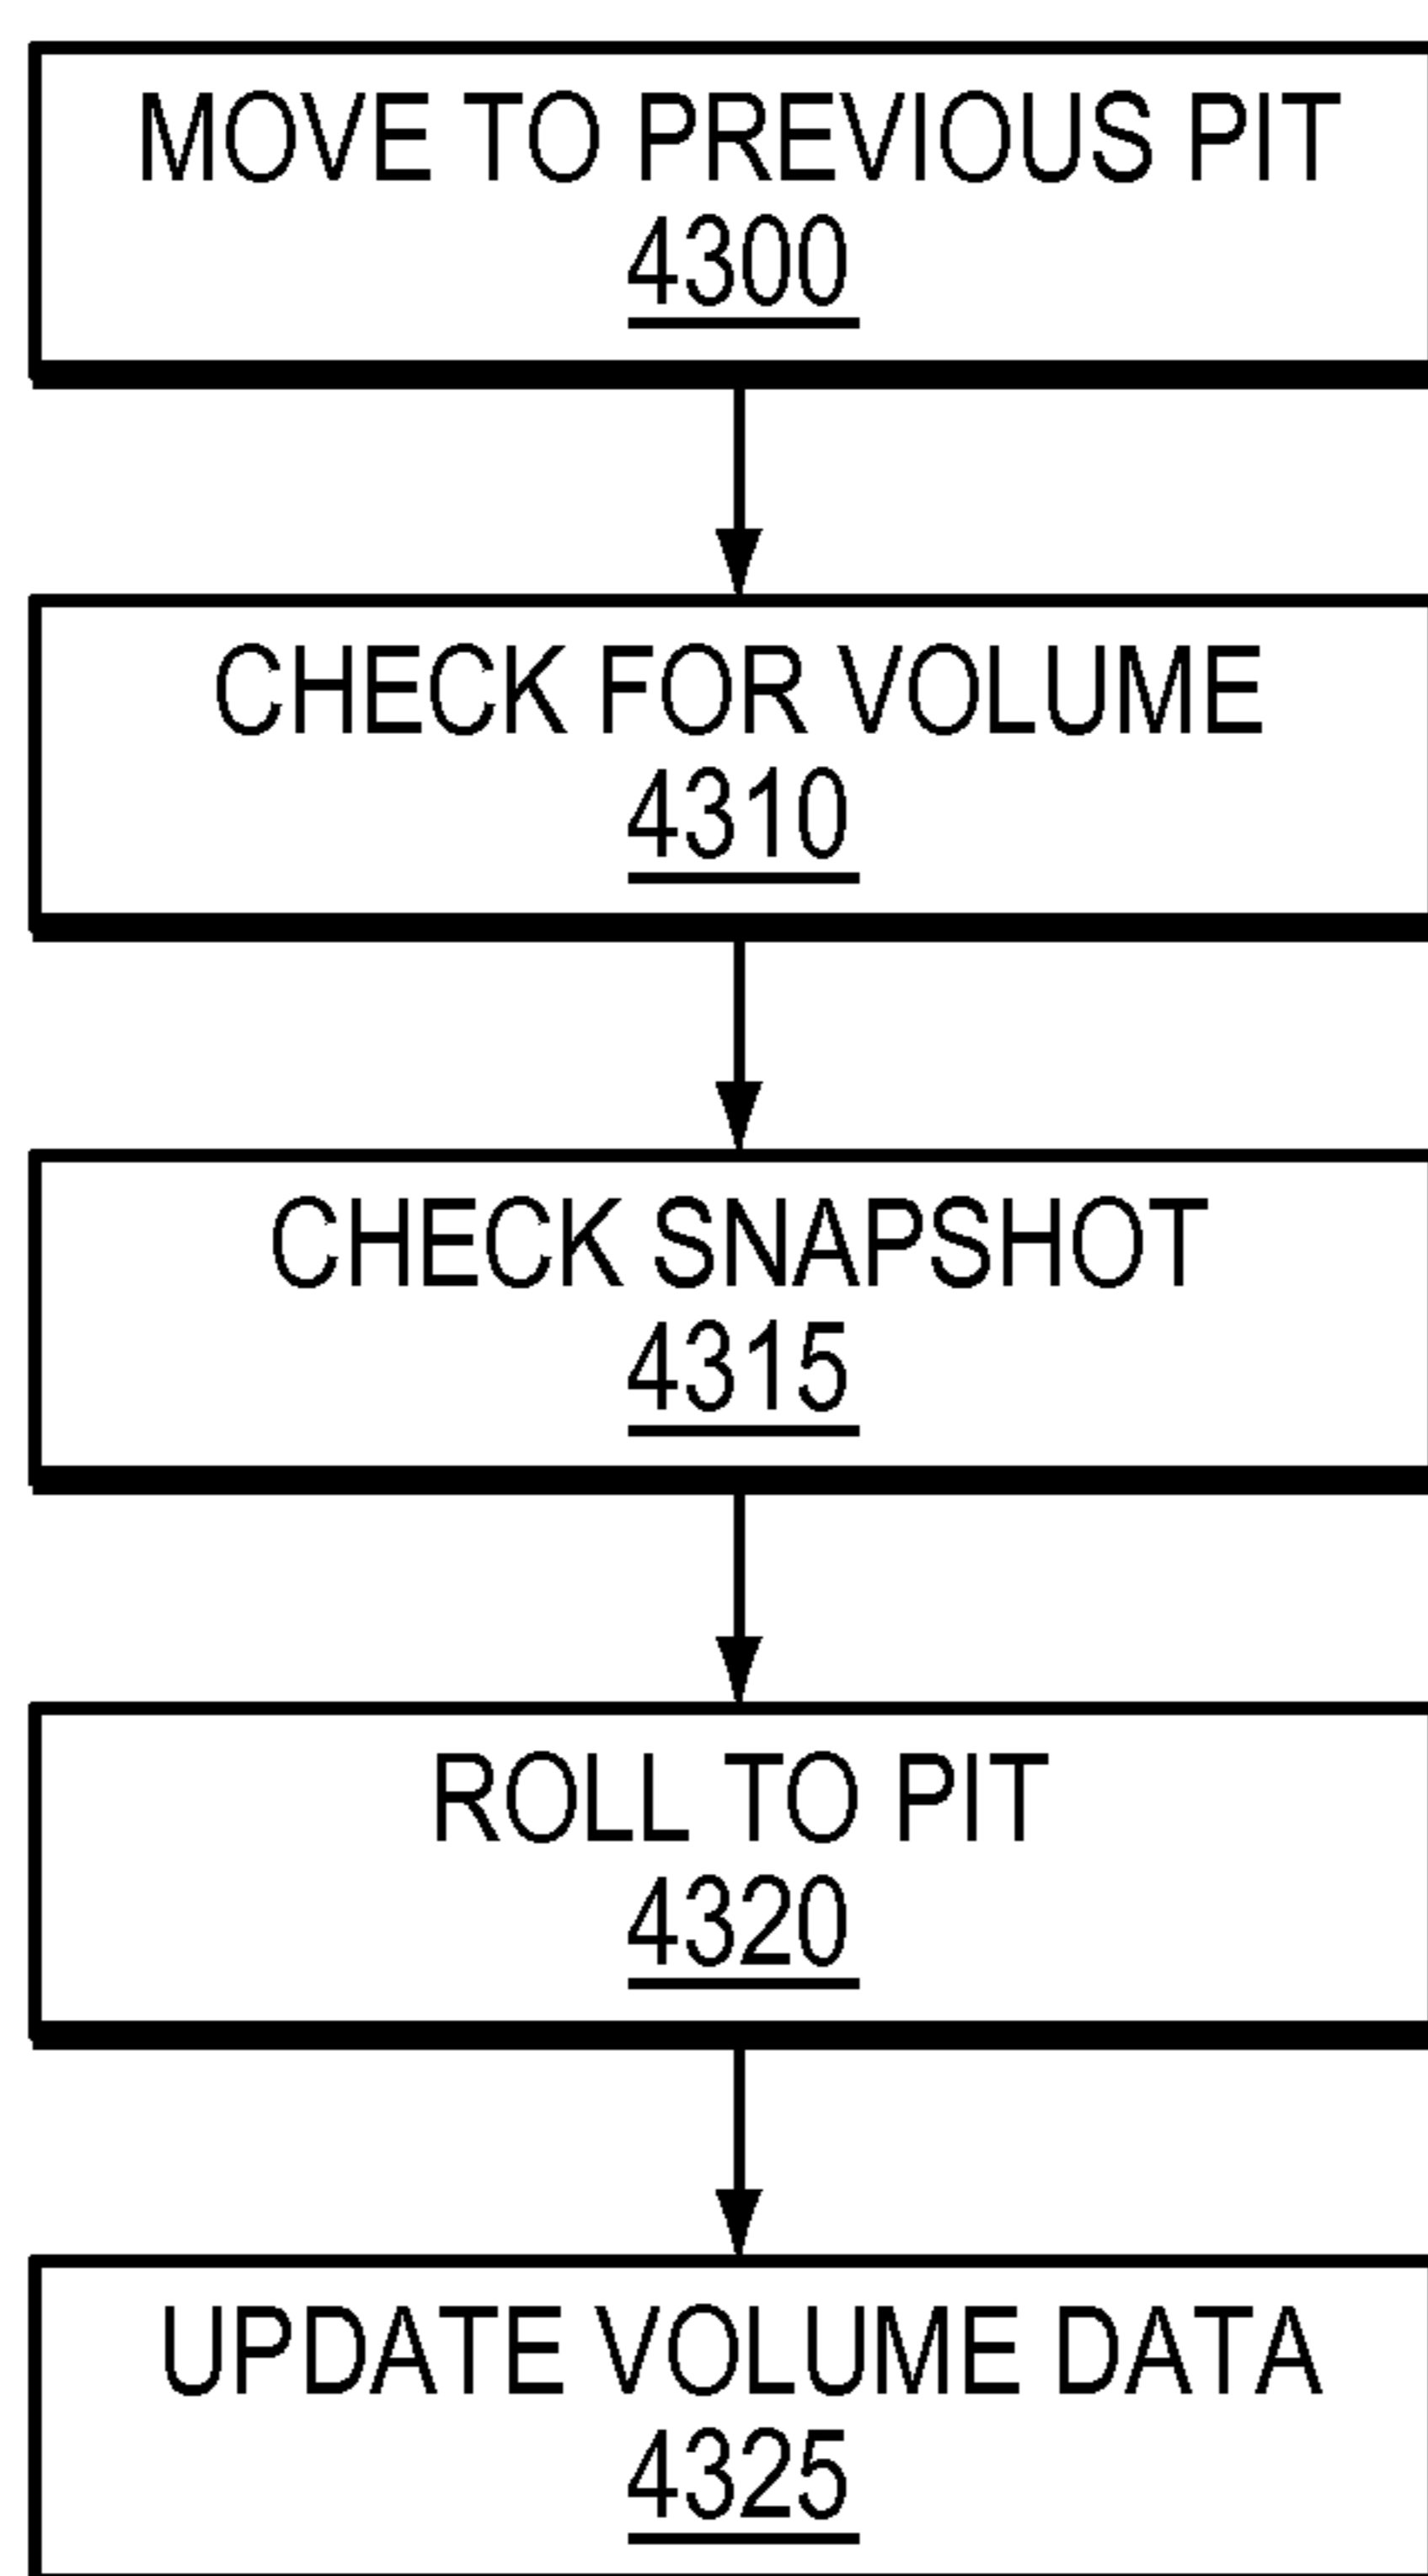 MOVE TO PREVIOUS PIT
4300
CHECK FOR VOLUME
4310
CHECK SNAPSHOT
4315
ROLL TO PIT
4320
UPDATE VOLUME DATA
4325